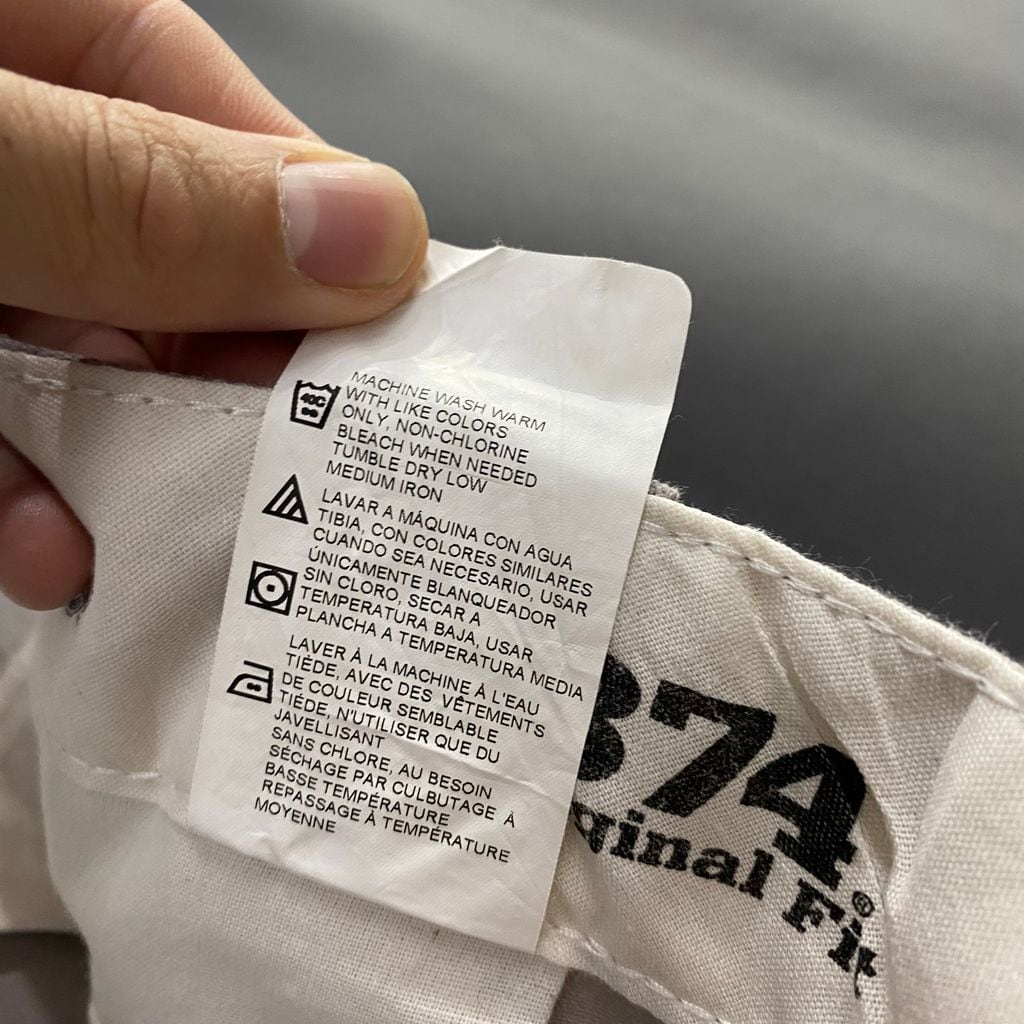 40C
MACHINE WASH WARM
WITH LIKE COLORS
ONLY, NON-CHLORINE
BLEACH WHEN NEEDED
TUMBLE DRY LOW
MEDIUM IRON
LAVAR A MÁQUINA CON AGUA
TIBIA, CON COLORES SIMILARES
CUANDO SEA NECESARIO, USAR
ÚNICAMENTE BLANQUEADOR
SIN CLORO, SECAR A
TEMPERATURA BAJA, USAR
PLANCHA A TEMPERATURA MEDIA
LAVER À LA MACHINE À L'EAU
TIÈDE, AVEC DES VÊTEMENTS
DE COULEUR SEMBLABLE
TIÉDE, N'UTILISER QUE DU
JAVELLISANT
SANS CHLORE, AU BESOIN
SÉCHAGE PAR CULBUTAGE À
BASSE TEMPÉRATURE
REPASSAGE À TEMPÉRATURE
MOYENNE
874
ginal Fit®